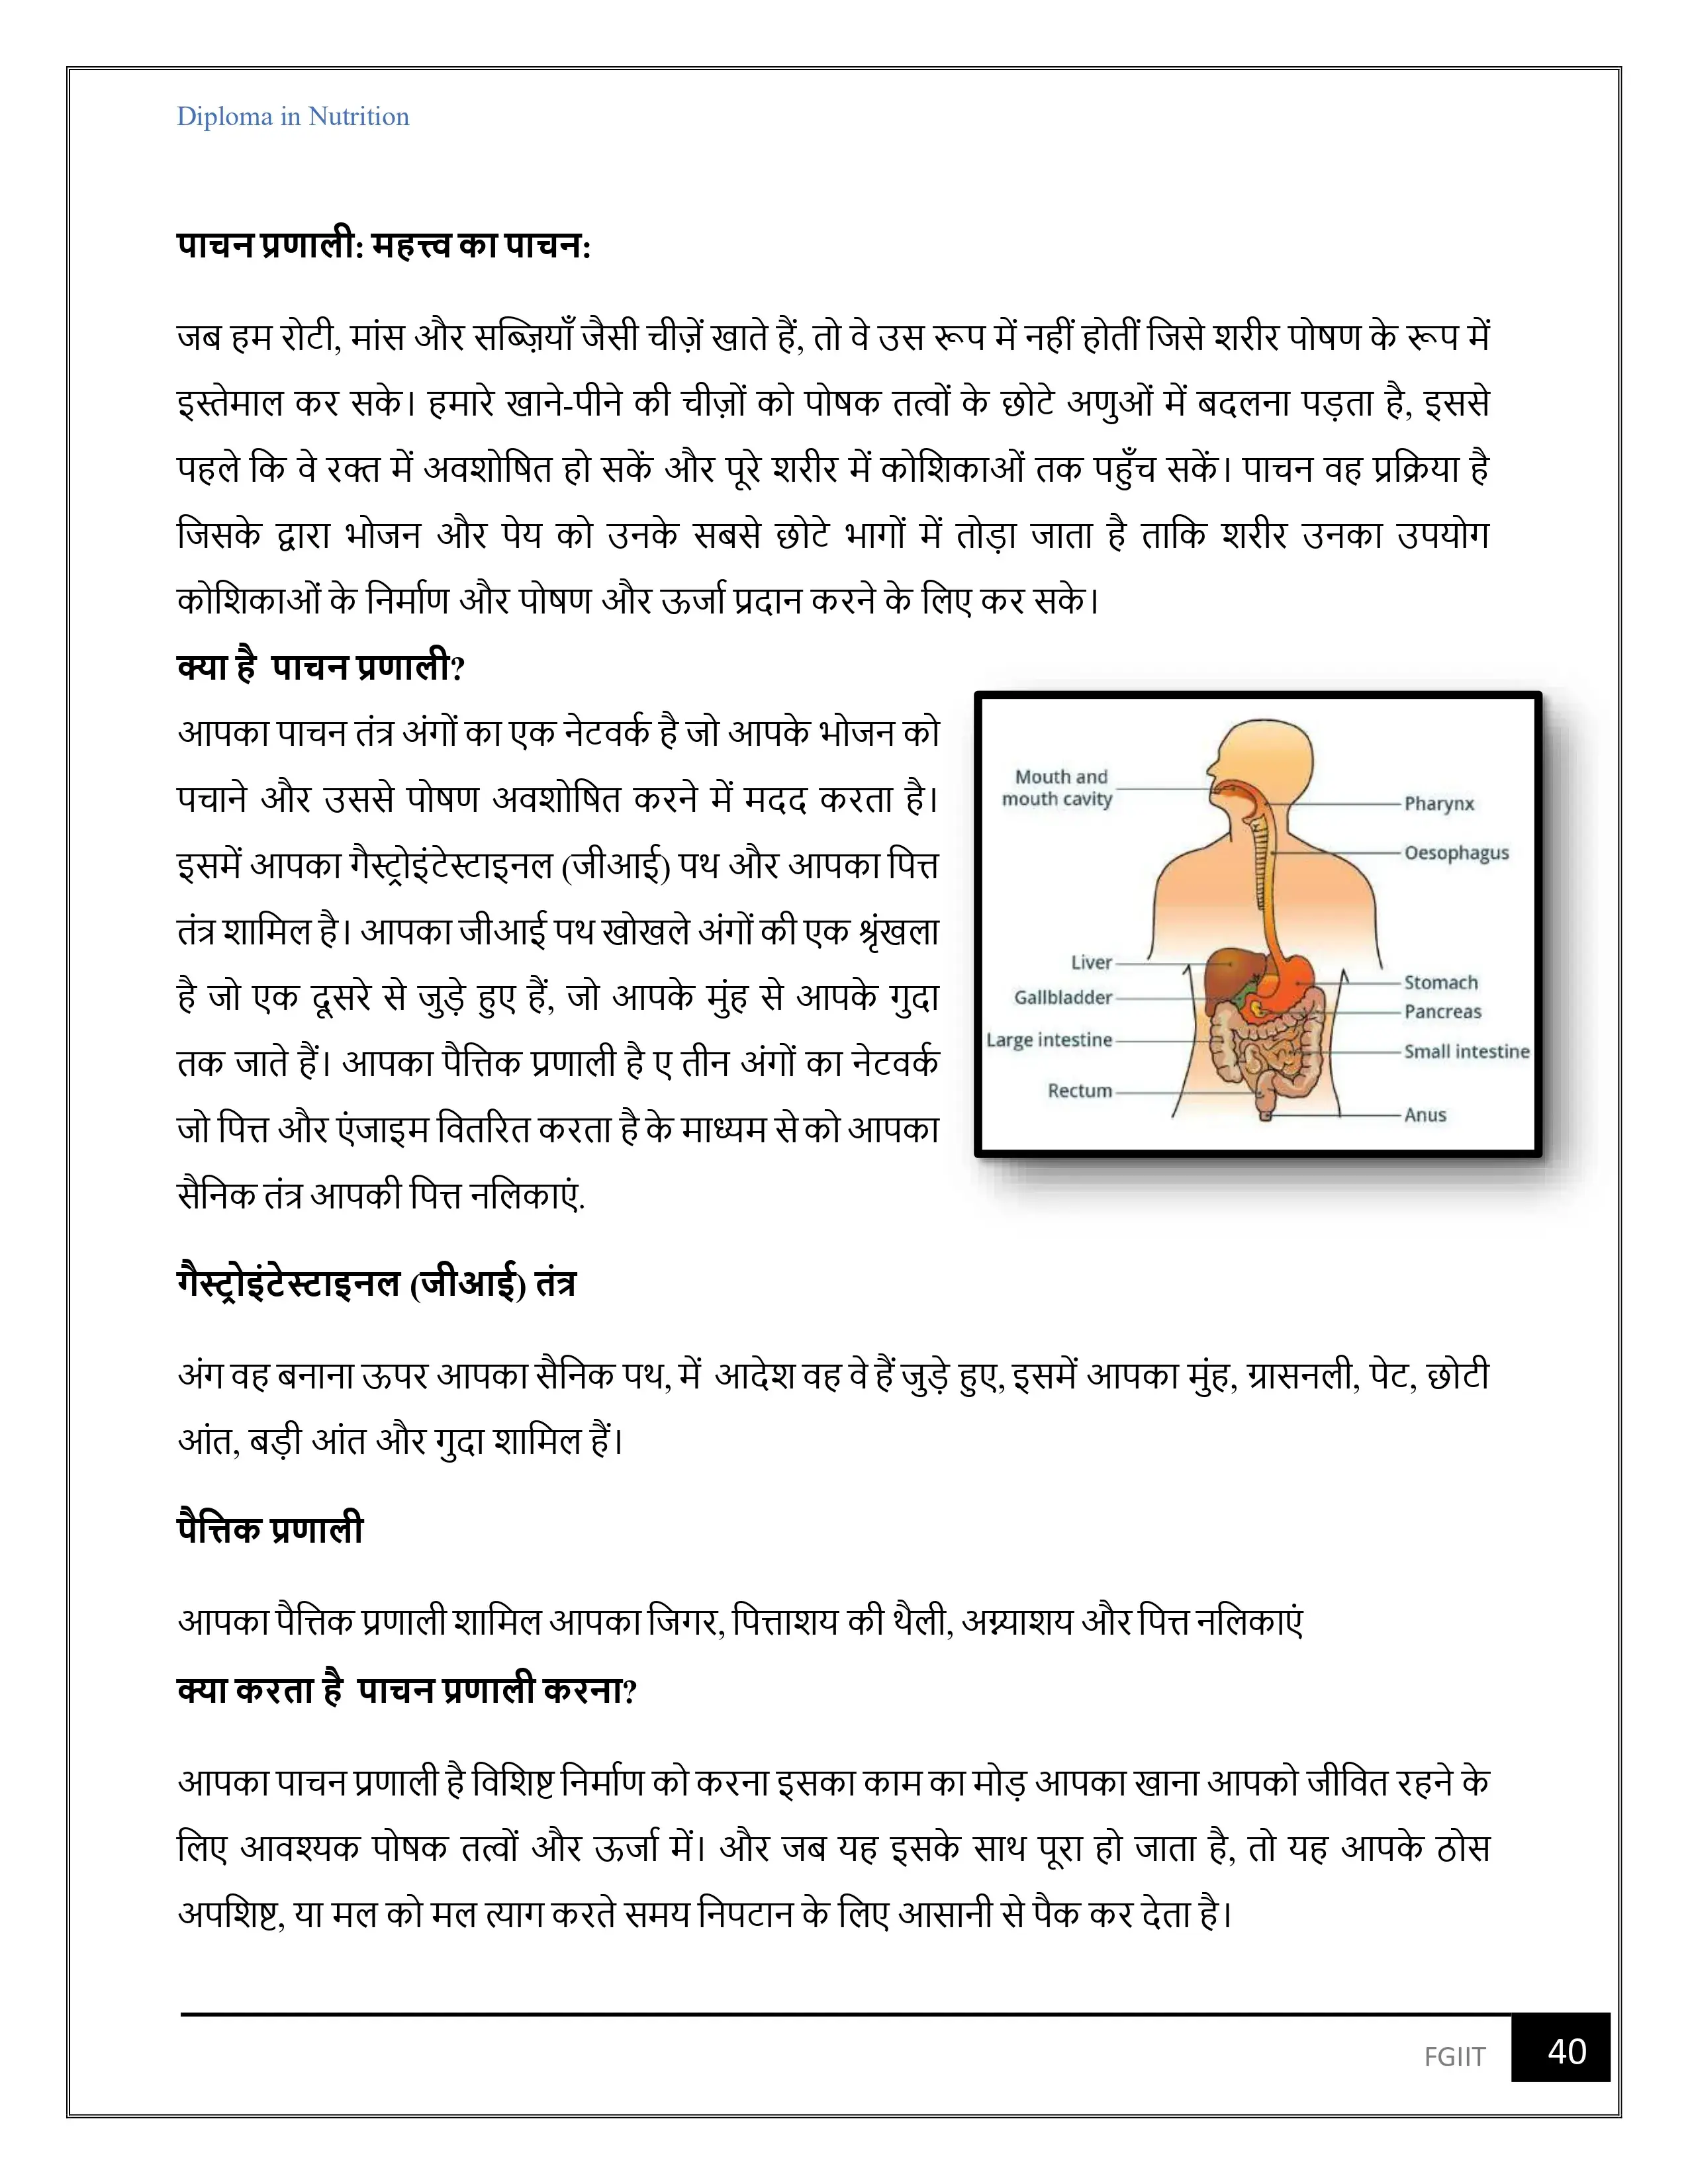 Diploma in Nutrition
पाचन प्रणाली: महत्त्व का पाचन:
जब हम रोटी, मांस और सब्ज़ियाँ जैसी चीज़ें खाते हैं, तो वे उस रूप में नहीं होतीं जिसे शरीर पोषण के रूप में
इस्तेमाल कर सके। हमारे खाने-पीने की चीज़ों को पोषक तत्वों के छोटे अणुओं में बदलना पड़ता है, इससे
पहले कि वे रक्त में अवशोषित हो सकें और पूरे शरीर में कोशिकाओं तक पहुँच सकें। पाचन वह प्रक्रिया है
जिसके द्वारा भोजन और पेय को उनके सबसे छोटे भागों में तोड़ा जाता है ताकि शरीर उनका उपयोग
कोशिकाओं के निर्माण और पोषण और ऊर्जा प्रदान करने के लिए कर सके।
क्या है पाचन प्रणाली?
आपका पाचन तंत्र अंगों का एक नेटवर्क है जो आपके भोजन को
पचाने और उससे पोषण अवशोषित करने में मदद करता है।
इसमें आपका गैस्ट्रोइंटेस्टाइनल (जीआई) पथ और आपका पित्त
तंत्र शामिल है। आपका जीआई पथ खोखले अंगों की एक श्रृंखला
है जो एक दूसरे से जुड़े हुए हैं, जो आपके मुंह से आपके गुदा
तक जाते हैं। आपका पैत्तिक प्रणाली है ए तीन अंगों का नेटवर्क
जो पित्त और एंजाइम वितरित करता है के माध्यम से को आपका
सैनिक तंत्र आपकी पित्त नलिकाएं.
Mouth and
mouth cavity
Pharynx
Oesophagus
Liver
Stomach
Gallbladder
Pancreas
Large intestine
Small intestine
Rectum
Anus
गैस्ट्रोइंटेस्टाइनल (जीआई) तंत्र
अंग वह बनाना ऊपर आपका सैनिक पथ, में आदेश वह वे हैं जुड़े हुए, इसमें आपका मुंह, ग्रासनली, पेट, छोटी
आंत, बड़ी आंत और गुदा शामिल हैं।
पैत्तिक प्रणाली
आपका पैत्तिक प्रणाली शामिल आपका जिगर, पित्ताशय की थैली, अग्न्याशय और पित्त नलिकाएं
क्या करता है पाचन प्रणाली करना?
आपका पाचन प्रणाली है विशिष्ट निर्माण को करना इसका काम का मोड़ आपका खाना आपको जीवित रहने के
लिए आवश्यक पोषक तत्वों और ऊर्जा में। और जब यह इसके साथ पूरा हो जाता है, तो यह आपके ठोस
अपशिष्ट, या मल को मल त्याग करते समय निपटान के लिए आसानी से पैक कर देता है।
FGIIT
40